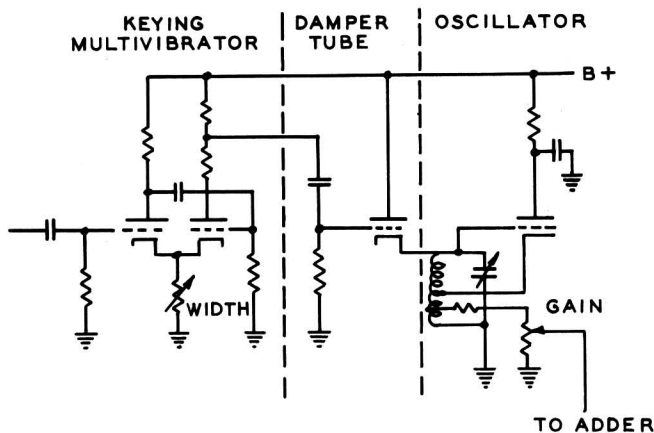 KEYING
MULTIVIBRATOR
DAMPER
TUBE
OSCILLATOR
B+
WIDTH
GAIN
TO ADDER